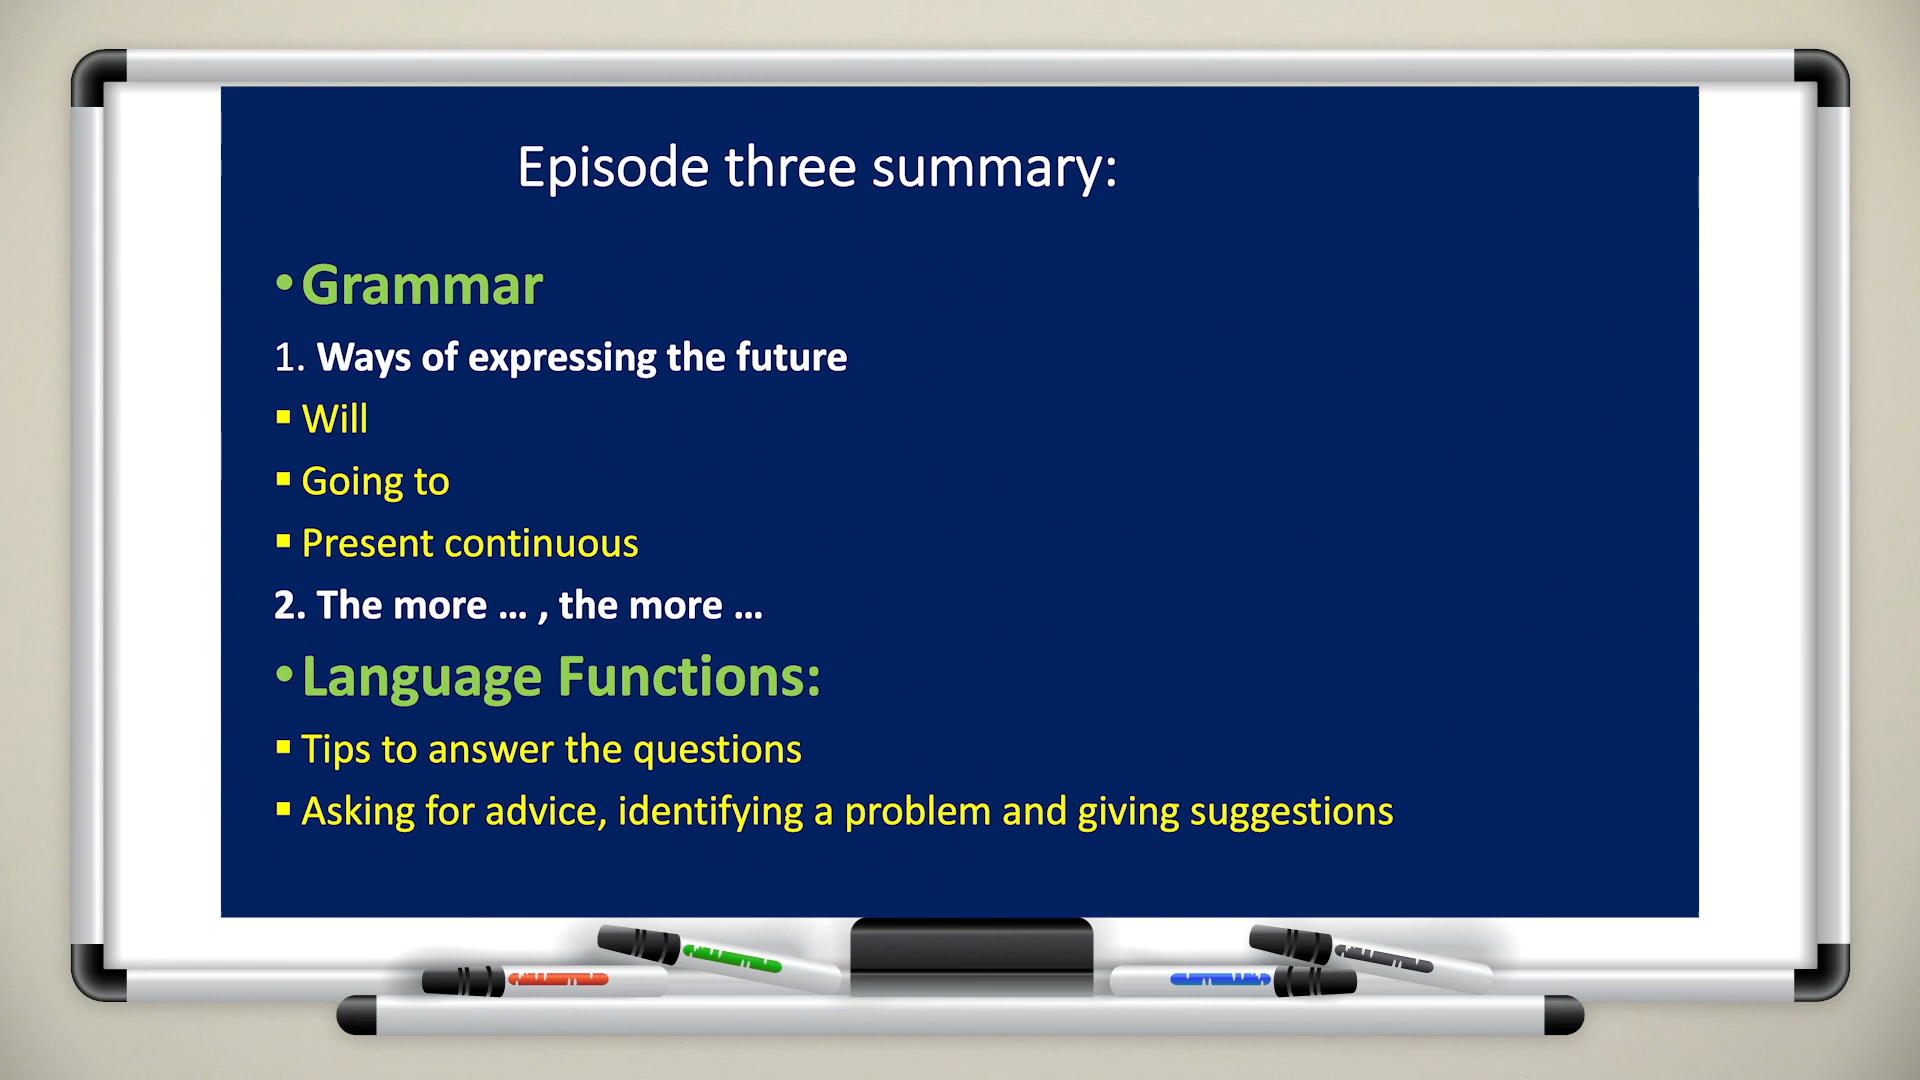 Episode three summary:
•Grammar
1. Ways of expressing the future
▪ Will
▪ Going to
▪ Present continuous
2. The more ... , the more ...
•Language Functions:
▪ Tips to answer the questions
▪ Asking for advice, identifying a problem and giving suggestions